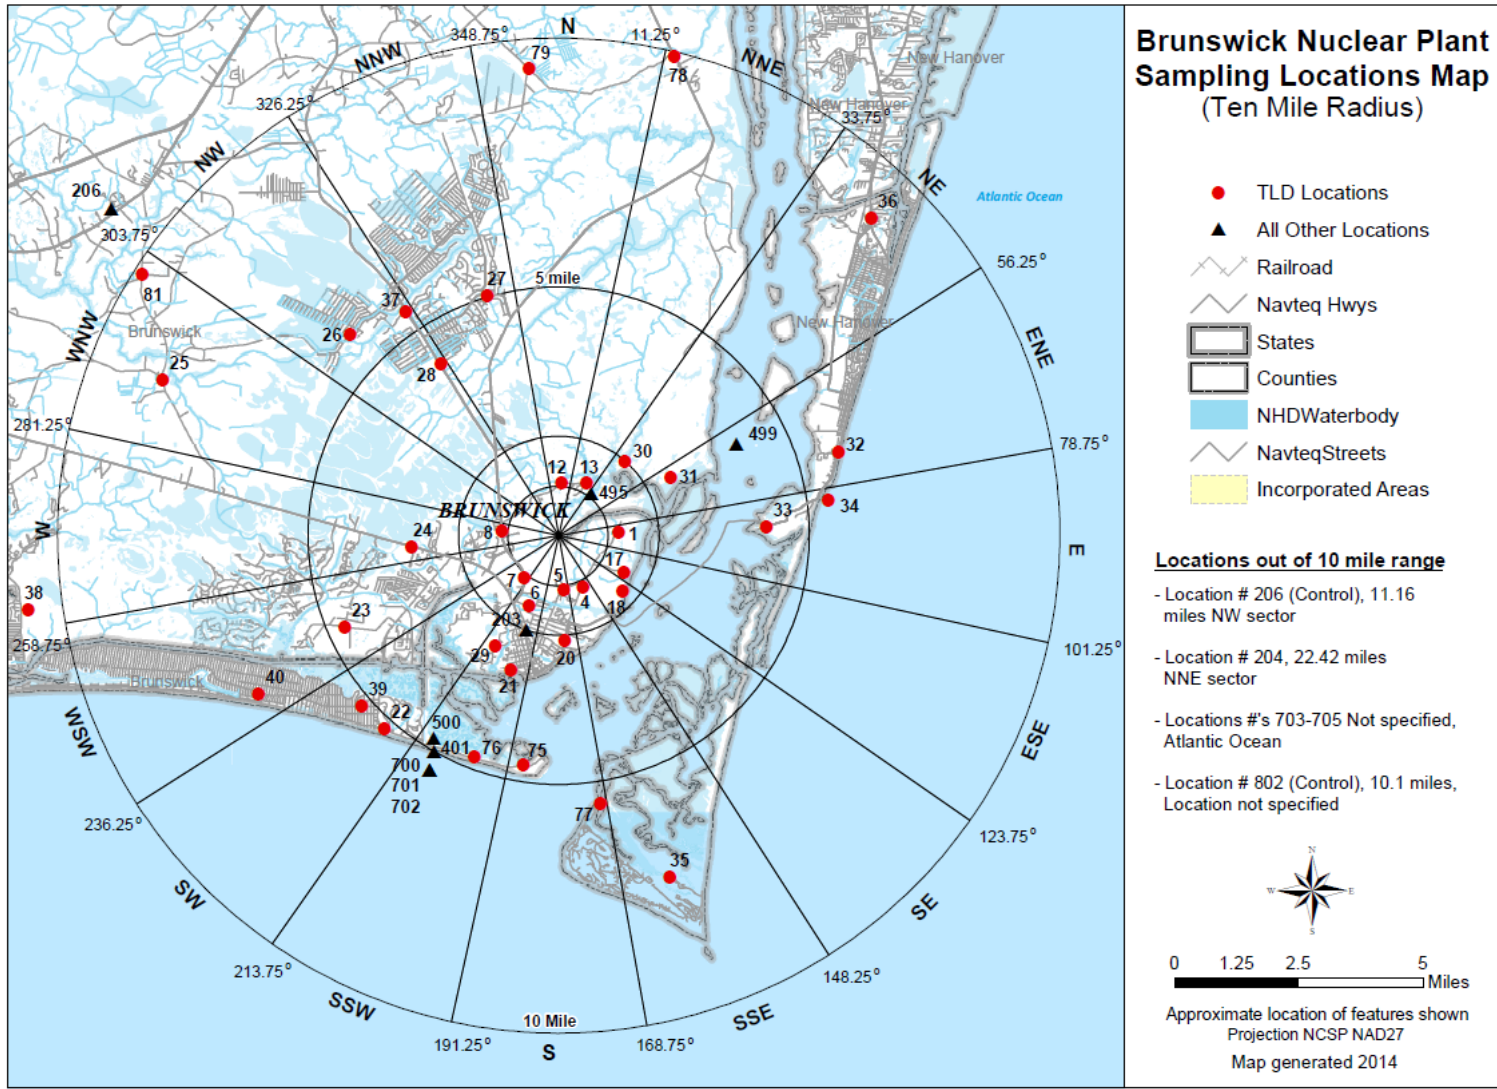 348.75°
N
11.25°
79
NNW
NNE
78
New Hanover
326.25°
New Hanover
33.75°
NW
NE
206
36
Atlantic Ocean
303.75°
56.25°
27
5 mile
81
37
New Hanover
Brunswick
26
ENE
WNW
25
28
281.25°
499
78.75°
30
32
12
13
31
495
BRUNSWICK
33
34
W
24
8
1
E
17
5
7
38
6
4
18
23
203
258.75°
20
101.25°
29
Brunswick
21
40
39
22
WSW
500
ESE
401
76
75
700
701
702
77
236.25°
123.75°
35
SW
SE
213.75°
148.25°
SSW
10 Mile
SSE
191.25°
S
168.75°
Brunswick Nuclear Plant
Sampling Locations Map
(Ten Mile Radius)
TLD Locations
All Other Locations
Railroad
Navteq Hwys
States
Counties
NHDWaterbody
NavteqStreets
Incorporated Areas
Locations out of 10 mile range
- Location # 206 (Control), 11.16
miles NW sector
- Location # 204, 22.42 miles
NNE sector
- Locations #'s 703-705 Not specified,
Atlantic Ocean
- Location # 802 (Control), 10.1 miles,
Location not specified
N
W
E
S
0 1.25 2.5 5
Miles
Approximate location of features shown
Projection NCSP NAD27
Map generated 2014